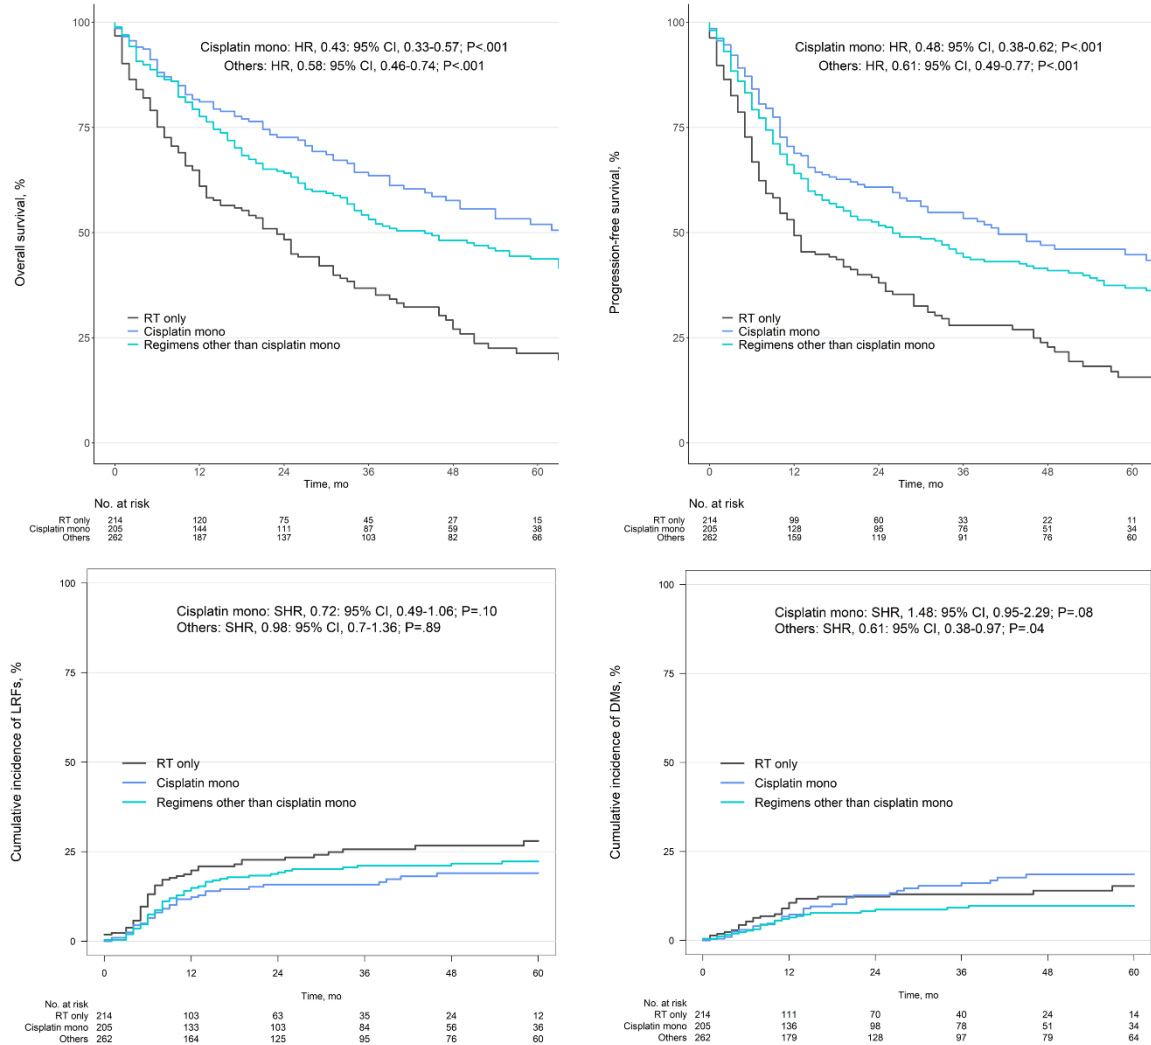 Cisplatin mono: HR, 0.43: 95% CI, 0.33-0.57; P<.001
Others: HR, 0.58: 95% CI, 0.46-0.74; P<.001
Overall survival, %
100
75
50
25
0
RT only
Cisplatin mono
Regimens other than cisplatin mono
0 12 24 36 48 60
Time, mo
No. at risk
RT only 214 120 75 45 27 15
Cisplatin mono 205 144 111 87 59 38
Others 262 187 137 103 82 66
Cisplatin mono: HR, 0.48: 95% CI, 0.38-0.62; P<.001
Others: HR, 0.61: 95% CI, 0.49-0.77; P<.001
Progression-free survival, %
100
75
50
25
0
RT only
Cisplatin mono
Regimens other than cisplatin mono
0 12 24 36 48 60
Time, mo
No. at risk
RT only 214 99 60 33 22 11
Cisplatin mono 205 128 95 76 51 34
Others 262 159 119 91 76 60
Cisplatin mono: SHR, 0.72: 95% CI, 0.49-1.06; P=.10
Others: SHR, 0.98: 95% CI, 0.7-1.36; P=.89
Cumulative incidence of LRFs, %
100
75
50
25
0
RT only
Cisplatin mono
Regimens other than cisplatin mono
0 12 24 36 48 60
Time, mo
No. at risk
RT only 214 103 63 35 24 12
Cisplatin mono 205 133 103 84 56 36
Others 262 164 125 95 76 60
Cisplatin mono: SHR, 1.48: 95% CI, 0.95-2.29; P=.08
Others: SHR, 0.61: 95% CI, 0.38-0.97; P=.04
Cumulative incidence of DMs, %
100
75
50
25
0
RT only
Cisplatin mono
Regimens other than cisplatin mono
0 12 24 36 48 60
Time, mo
No. at risk
RT only 214 111 70 40 24 14
Cisplatin mono 205 136 98 78 51 34
Others 262 179 128 97 79 64